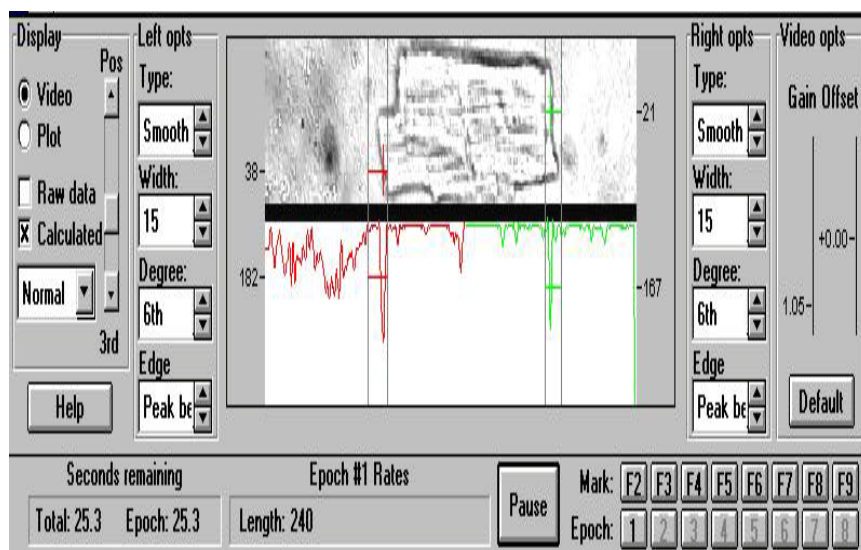 Display
Pos
Video
Plot
Raw data
Calculated
Normal
3rd
Help
Left opts
Type:
Smooth
Width:
15
Degree:
6th
Edge
Peak be
38
182
21
167
Right opts
Type:
Smooth
Width:
15
Degree:
6th
Edge
Peak be
Video opts
Gain Offset
+0.00
1.05
Default
Seconds remaining
Total: 25.3 Epoch: 25.3
Epoch #1 Rates
Length: 240
Pause
Mark: F2 F3 F4 F5 F6 F7 F8 F9
Epoch: 1 2 3 4 5 6 7 8